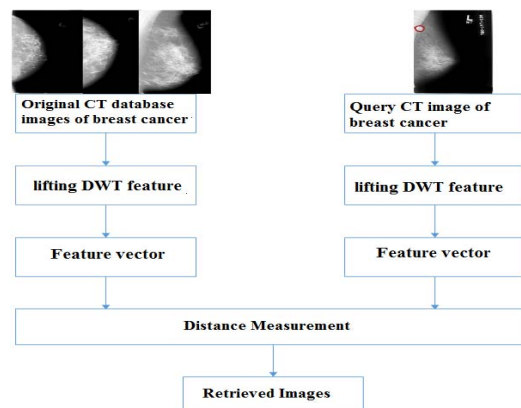 Original CT database
images of breast cancer
Query CT image of
breast cancer
lifting DWT feature
lifting DWT feature
Feature vector
Feature vector
Distance Measurement
Retrieved Images